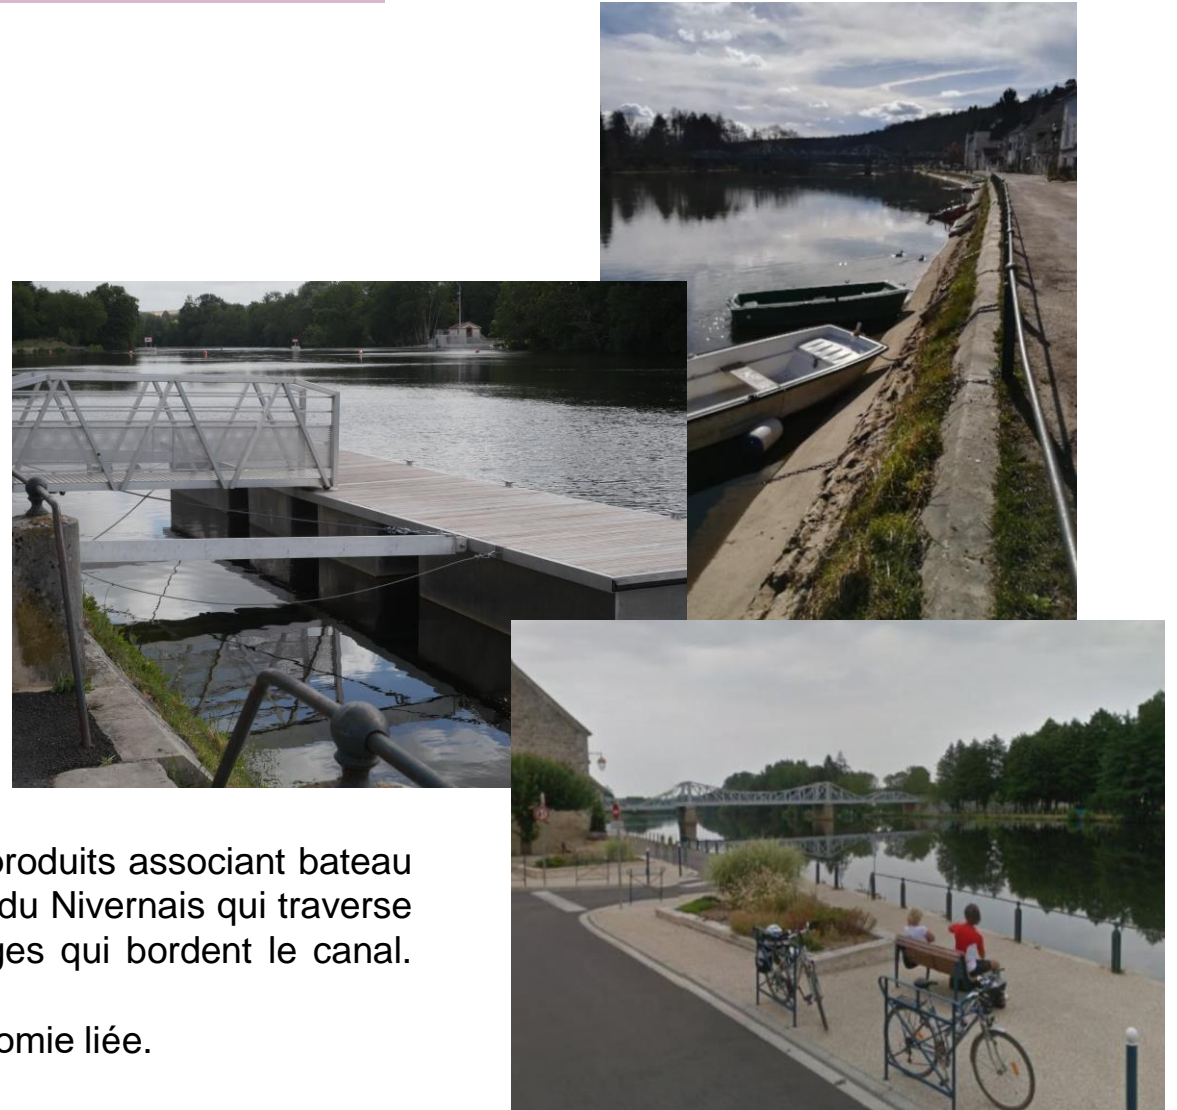 produits associant bateau
du Nivernais qui traverse
ges qui bordent le canal.
omie liée.